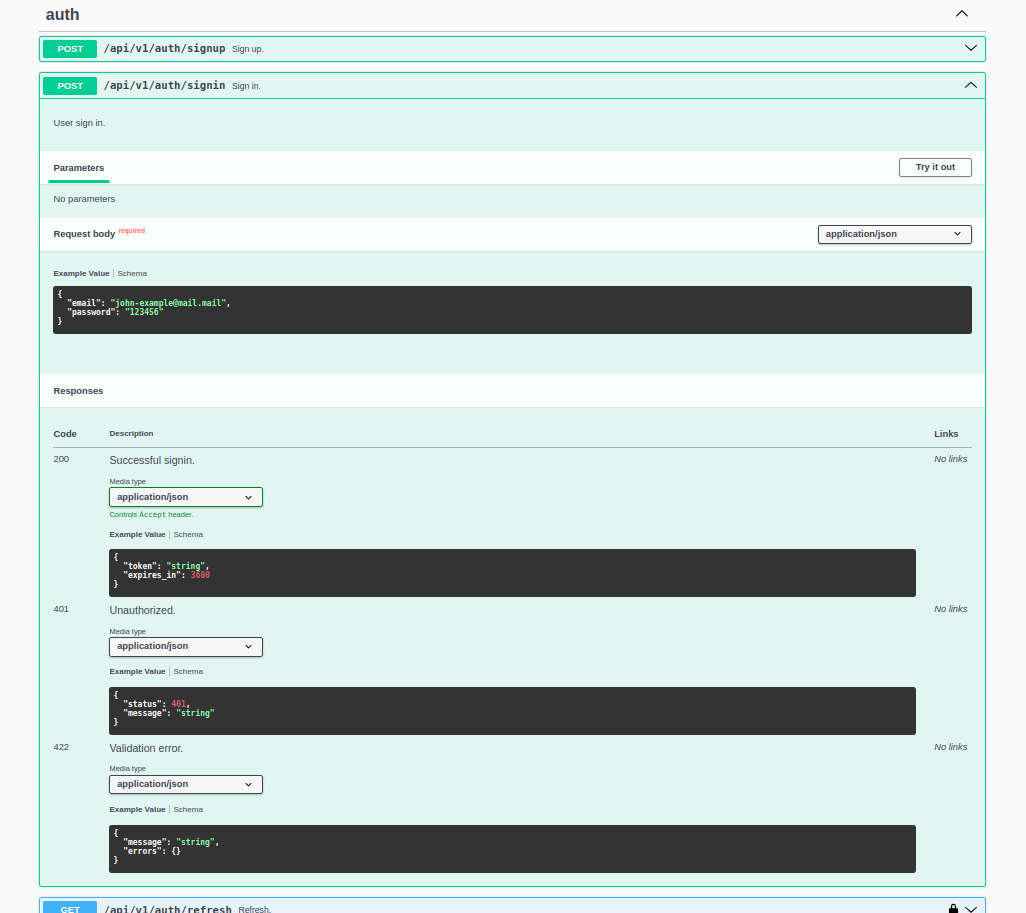 auth
POST /api/v1/auth/signup Sign up.
POST /api/v1/auth/signin Sign in.
User sign in.
Parameters
Try it out
No parameters
Request body required
application/json
Example Value Schema
{
"email": "john-example@mail.mail",
"password": "123456"
}
Responses
Code Description Links
200 Successful signin. No links
Media type
application/json
Controls Accept header.
Example Value Schema
{
"token": "string",
"expires_in": 3600
}
401 Unauthorized. No links
Media type
application/json
Example Value Schema
{
"status": 401,
"message": "string"
}
422 Validation error. No links
Media type
application/json
Example Value Schema
{
"message": "string",
"errors": {}
}
GET /api/v1/auth/refresh Refresh.